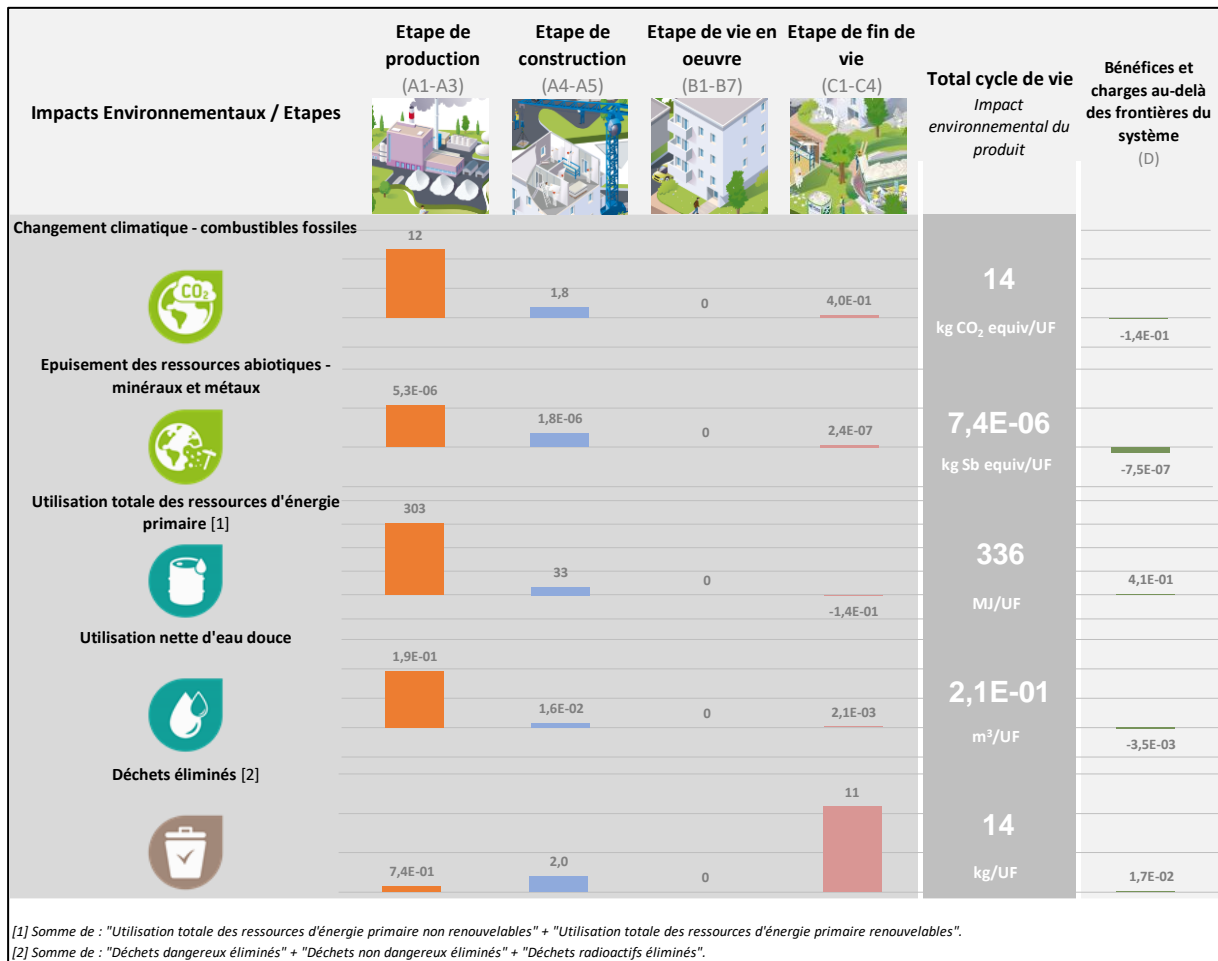 Impacts Environnementaux / Etapes
Etape de
production
(A1-A3)
Etape de
construction
(A4-A5)
Etape de vie en
oeuvre
(B1-B7)
Etape de fin de
vie
(C1-C4)
Total cycle de vie
Impact
environnemental du
produit
Bénéfices et
charges au-delà
des frontières du
système
(D)
Changement climatique - combustibles fossiles
CO2
12
1,8
0
4,0E-01
14
kg CO2 equiv/UF
-1,4E-01
Epuisement des ressources abiotiques -
minéraux et métaux
5,3E-06
1,8E-06
0
2,4E-07
7,4E-06
kg Sb equiv/UF
-7,5E-07
Utilisation totale des ressources d'énergie
primaire [1]
303
33
0
-1,4E-01
336
MJ/UF
4,1E-01
Utilisation nette d'eau douce
1,9E-01
1,6E-02
0
2,1E-03
2,1E-01
m³/UF
-3,5E-03
Déchets éliminés [2]
7,4E-01
2,0
0
11
14
kg/UF
1,7E-02
[1] Somme de : "Utilisation totale des ressources d'énergie primaire non renouvelables" + "Utilisation totale des ressources d'énergie primaire renouvelables".
[2] Somme de : "Déchets dangereux éliminés" + "Déchets non dangereux éliminés" + "Déchets radioactifs éliminés".